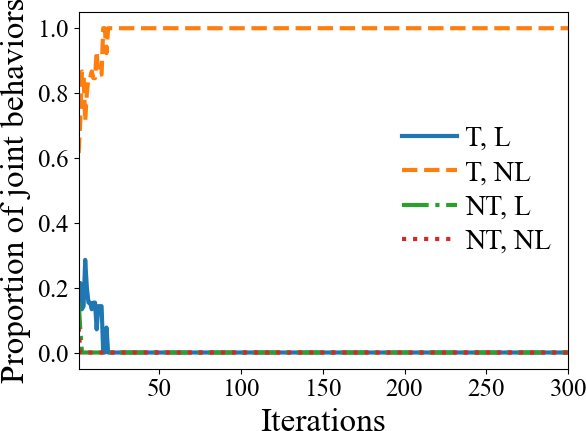 Proportion of joint behaviors
1.0
0.8
0.6
0.4
0.2
0.0
T, L
T, NL
NT, L
NT, NL
50 100 150 200 250 300
Iterations